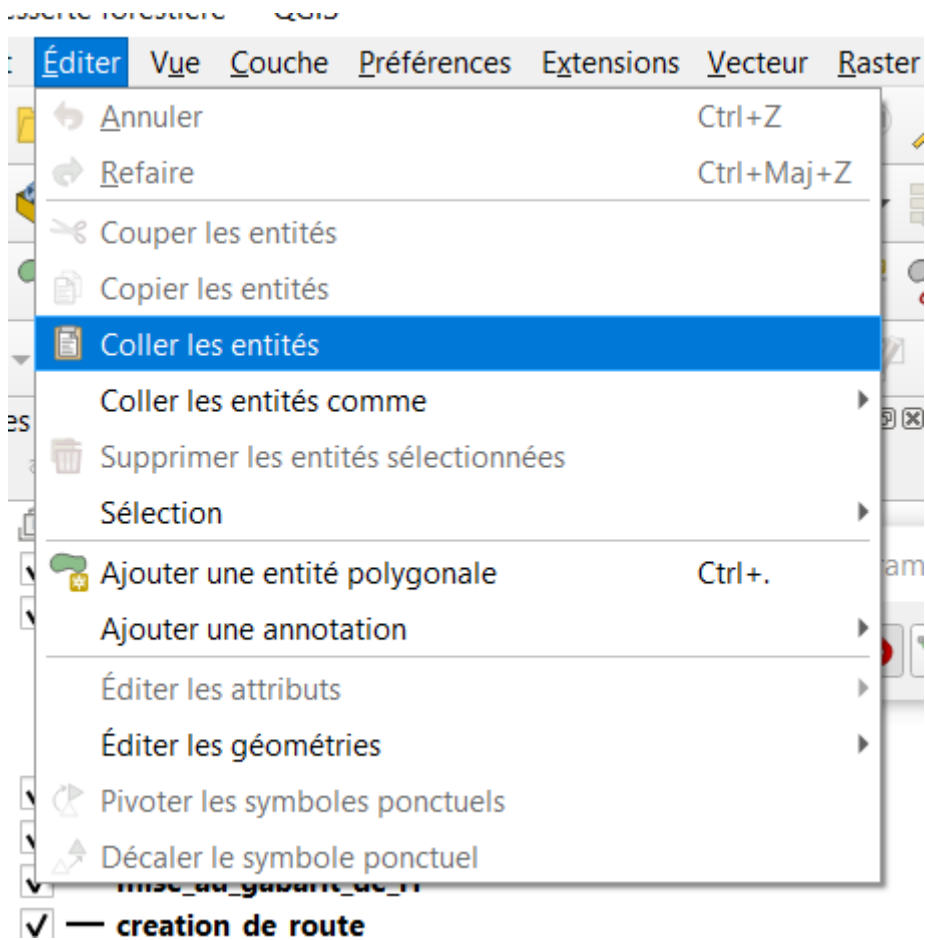 Éditer Vue Couche Préférences Extensions Vecteur Raster
Annuler Ctrl+Z
Refaire Ctrl+Maj+Z
Couper les entités
Copier les entités
Coller les entités
Coller les entités comme
Supprimer les entités sélectionnées
Sélection
Ajouter une entité polygonale Ctrl+.
Ajouter une annotation
Éditer les attributs
Éditer les géométries
Pivoter les symboles ponctuels
Décaler le symbole ponctuel
creation de route